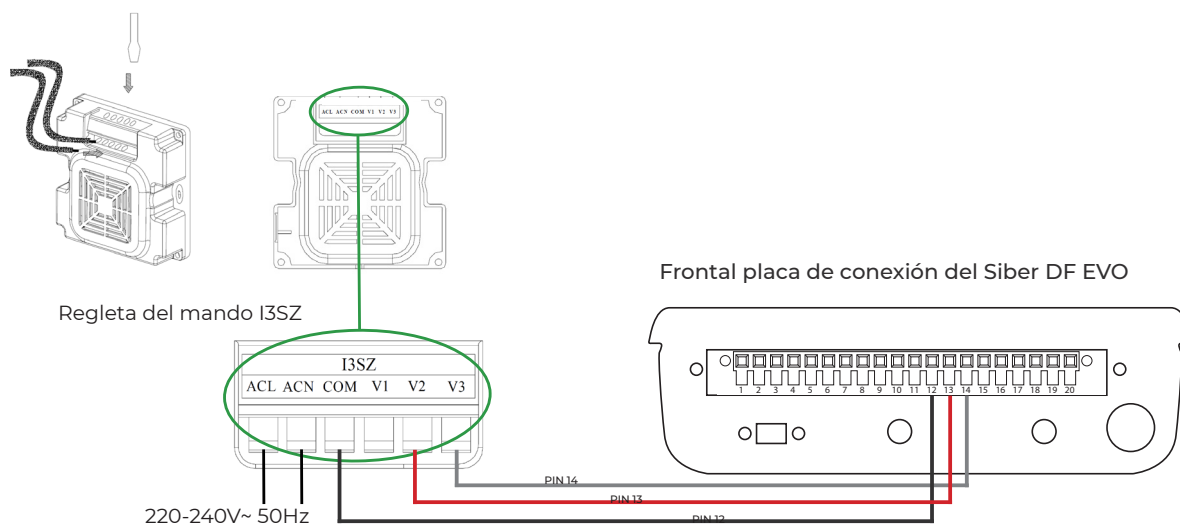 ACL ACN COM V1 V2 V3
Frontal placa de conexión del Siber DF EVO
Regleta del mando I3SZ
I3SZ
ACL ACN COM V1 V2 V3
1 2 3 4 5 6 7 8 9 10 11 12 13 14 15 16 17 18 19 20
PIN 14
PIN 13
PIN 12
220-240V~ 50Hz